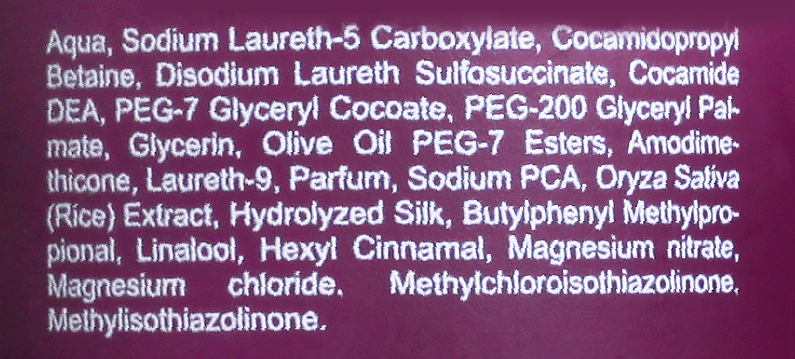 Aqua, Sodium Laureth-5 Carboxylate, Cocamidopropyl
Betaine, Disodium Laureth Sulfosuccinate, Cocamide
DEA, PEG-7 Glyceryl Cocoate, PEG-200 Glyceryl Pal-
mate, Glycerin, Olive Oil PEG-7 Esters, Amodime-
thicone, Laureth-9, Parfum, Sodium PCA, Oryza Sativa
(Rice) Extract, Hydrolyzed Silk, Butylphenyl Methylpro-
pional, Linalool, Hexyl Cinnamal, Magnesium nitrate,
Magnesium chloride, Methylchloroisothiazolinone,
Methylisothiazolinone.